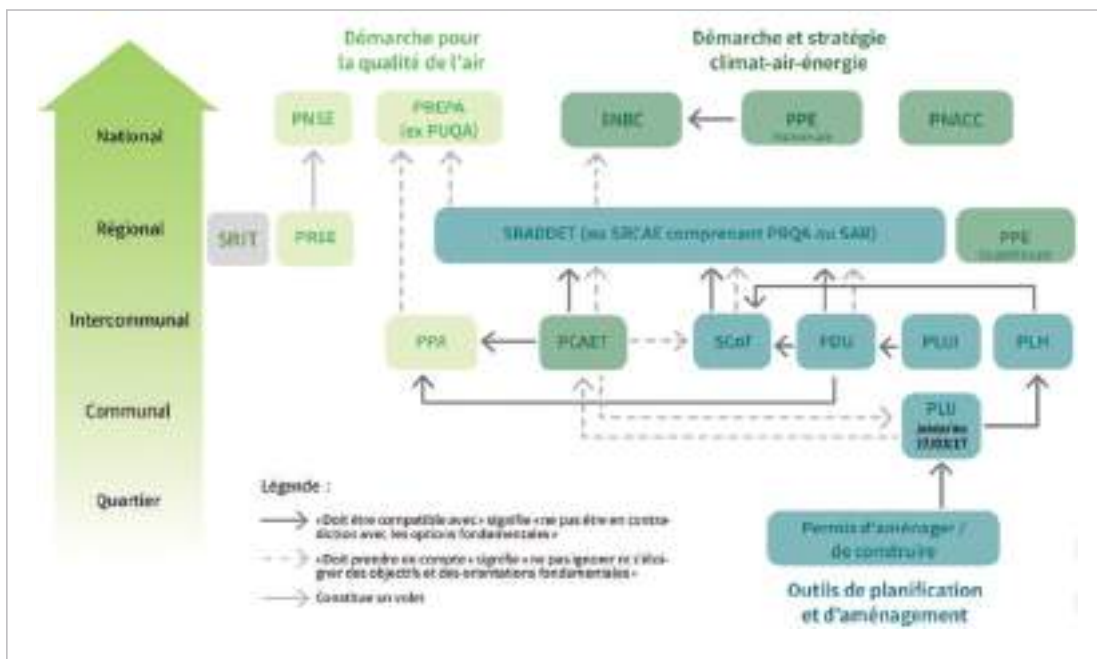 Démarche pour
la qualité de l'air
Démarche et stratégie
climat-air-énergie
National
PNSE
PREPA
(ex PUQA)
SNBC
PPE
PNACC
Régional
SRIT
PRSE
SRADDET (ou SRCAE comprenant PRQA ou SAR)
PPE
Intercommunal
PPA
PCAET
SCoT
PDU
PLUI
PLH
Communal
PLU
Quartier
Légende :
«Doit être compatible avec» signifie «ne pas être en contra-
diction avec les options fondamentales»
«Doit prendre en compte» signifie «ne pas ignorer ni s'éloi-
gner des objectifs et des orientations fondamentales»
Constitue un volet
Permis d'aménager /
de construire
Outils de planification
et d'aménagement